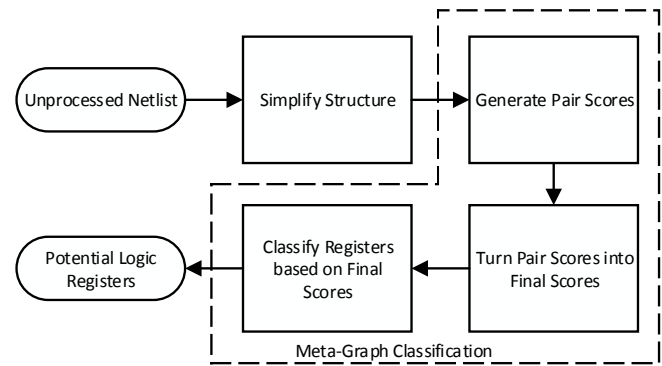 Unprocessed Netlist
Simplify Structure
Generate Pair Scores
Turn Pair Scores into
Final Scores
Classify Registers
based on Final
Scores
Potential Logic
Registers
Meta-Graph Classification